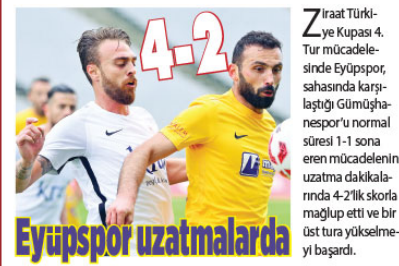 4-2
Eyüpspor uzatmalarda
Ziraat Türki-
ye Kupası 4.
Tur mücadele-
sinde Eyüpspor,
sahasında karşı-
laştığı Gümüşha-
nespor'u normal
süresi 1-1 sona
eren mücadelenin
uzatma dakikala-
rında 4-2'lik skorla
mağlup etti ve bir
üst tura yükselme-
yi başardı.